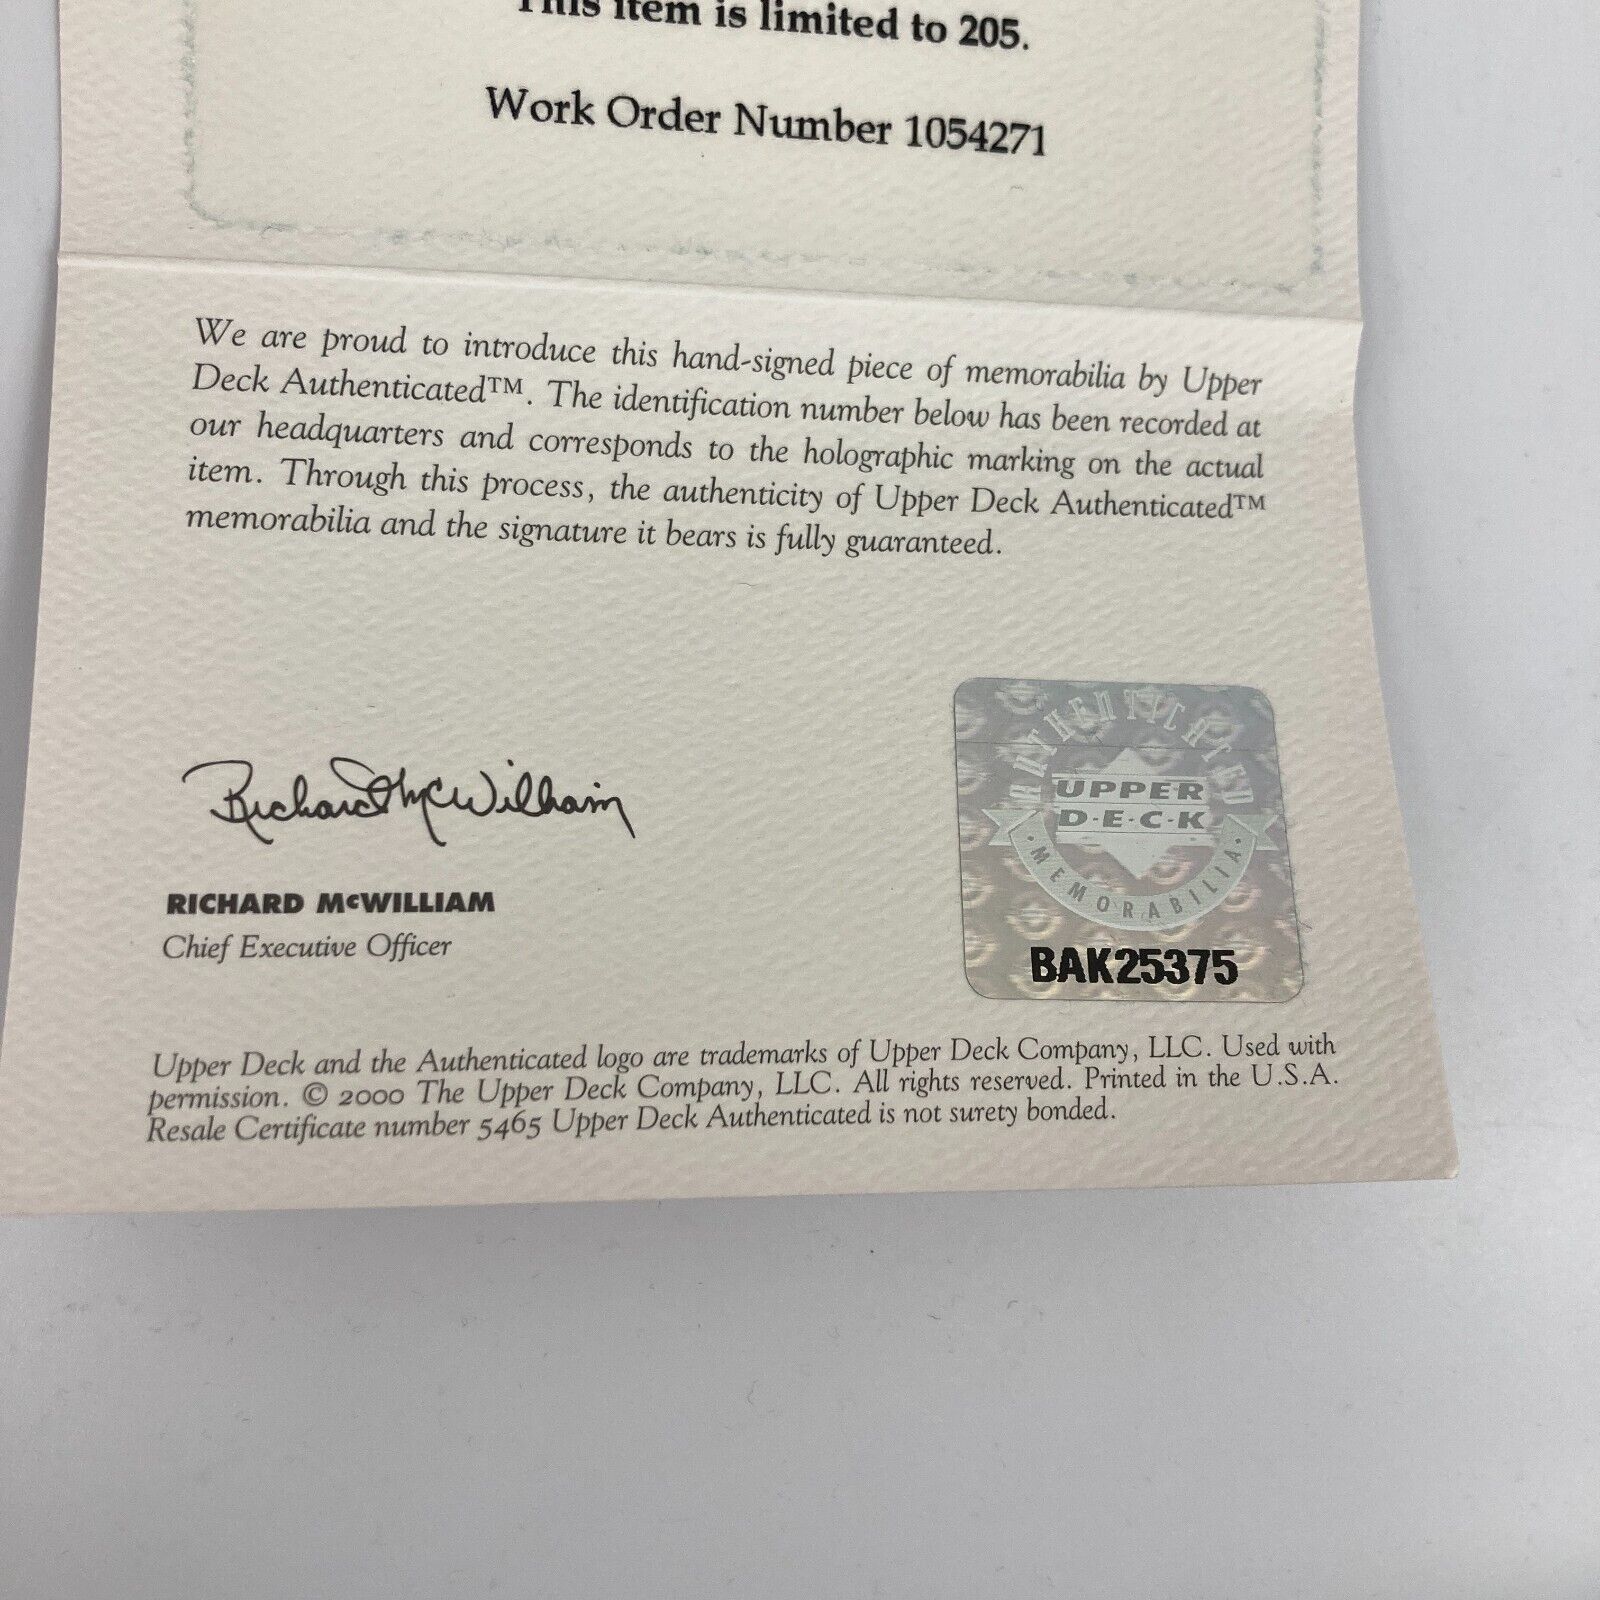 This item is limited to 205.
Work Order Number 1054271
We are proud to introduce this hand-signed piece of memorabilia by Upper
Deck Authenticated™. The identification number below has been recorded at
our headquarters and corresponds to the holographic marking on the actual
item. Through this process, the authenticity of Upper Deck Authenticated™
memorabilia and the signature it bears is fully guaranteed.
Richard McWilliam
RICHARD McWILLIAM
Chief Executive Officer
AUTHENTICATED
UPPER
D·E·C·K
·MEMORABILIA·
BAK25375
Upper Deck and the Authenticated logo are trademarks of Upper Deck Company, LLC. Used with
permission. © 2000 The Upper Deck Company, LLC. All rights reserved. Printed in the U.S.A.
Resale Certificate number 5465 Upper Deck Authenticated is not surety bonded.